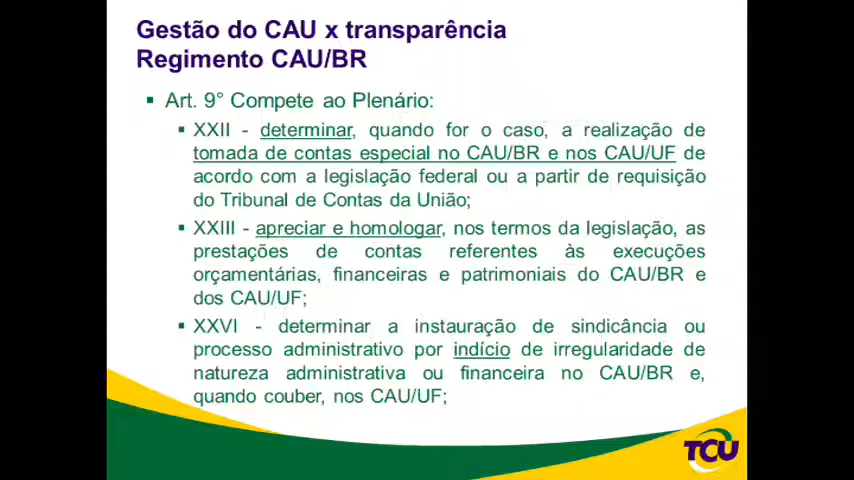 Gestão do CAU x transparência
Regimento CAU/BR
▪ Art. 9° Compete ao Plenário:
▪ XXII - determinar, quando for o caso, a realização de
tomada de contas especial no CAU/BR e nos CAU/UF de
acordo com a legislação federal ou a partir de requisição
do Tribunal de Contas da União;
▪ XXIII - apreciar e homologar, nos termos da legislação, as
prestações de contas referentes às execuções
orçamentárias, financeiras e patrimoniais do CAU/BR e
dos CAU/UF;
▪ XXVI - determinar a instauração de sindicância ou
processo administrativo por indício de irregularidade de
natureza administrativa ou financeira no CAU/BR e,
quando couber, nos CAU/UF;
TCU